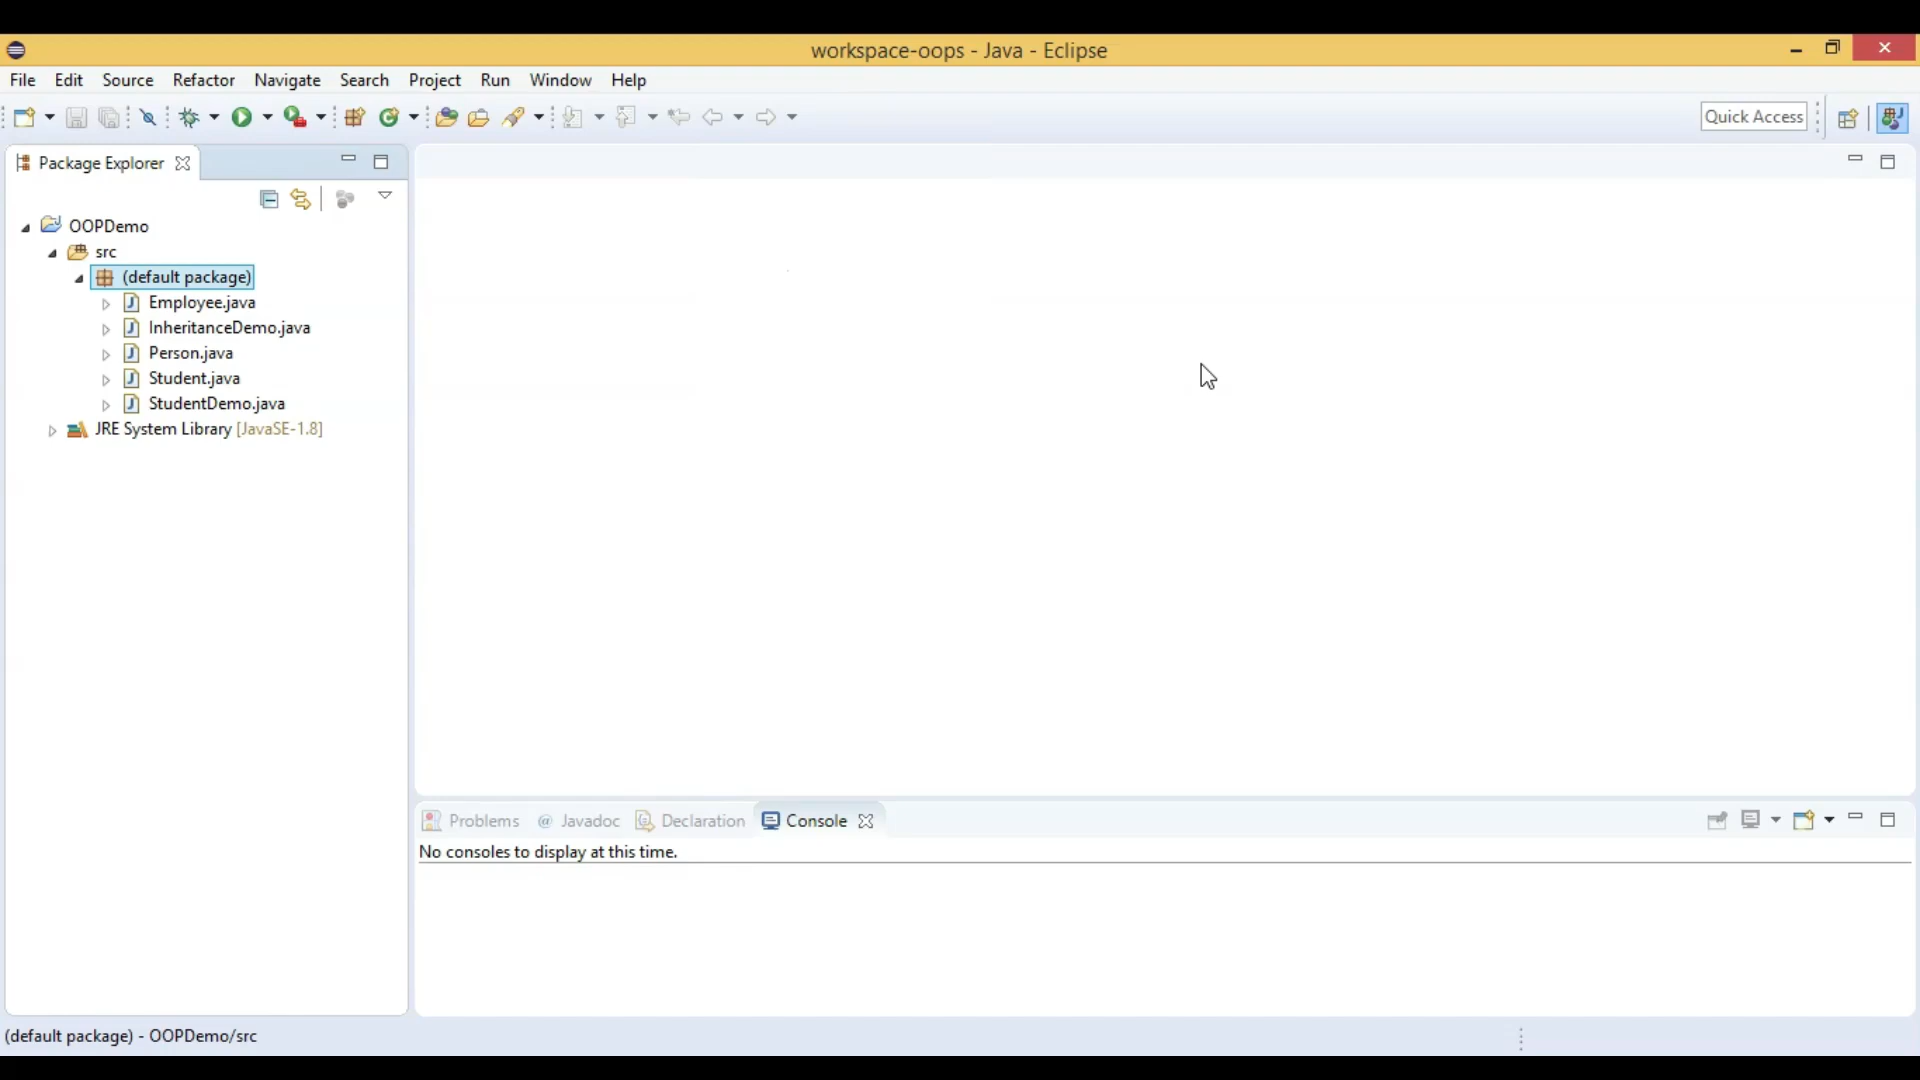 workspace-oops - Java - Eclipse
File Edit Source Refactor Navigate Search Project Run Window Help
Quick Access
Package Explorer
OOPDemo
src
(default package)
Employee.java
InheritanceDemo.java
Person.java
Student.java
StudentDemo.java
JRE System Library [JavaSE-1.8]
Problems @ Javadoc Declaration Console
No consoles to display at this time.
(default package) - OOPDemo/src